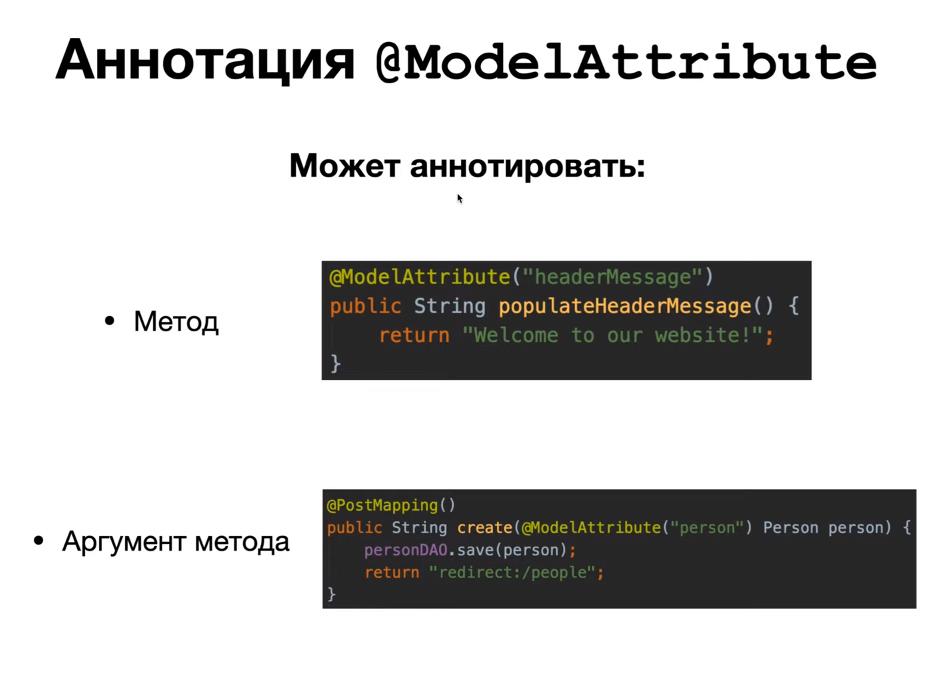 Аннотация @ModelAttribute
Может аннотировать:
• Метод
@ModelAttribute("headerMessage")
public String populateHeaderMessage() {
return "Welcome to our website!";
}
• Аргумент метода
@PostMapping()
public String create(@ModelAttribute("person") Person person) {
personDAO.save(person);
return "redirect:/people";
}